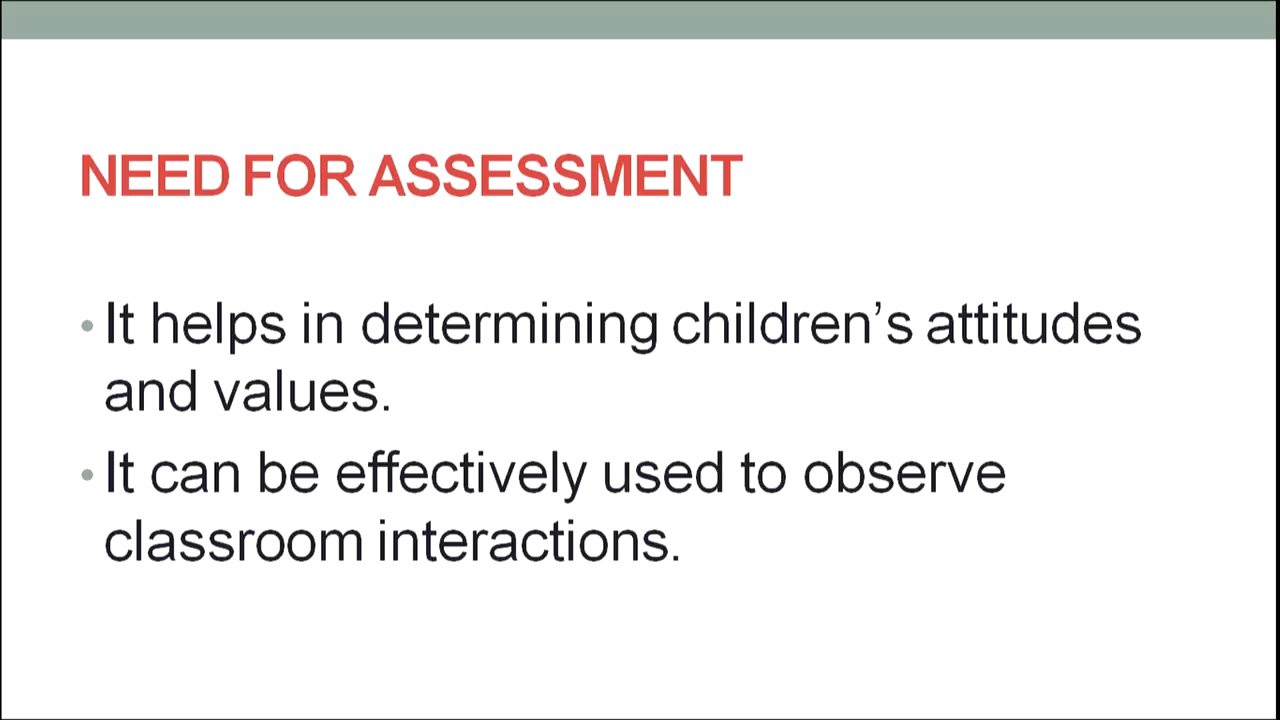 NEED FOR ASSESSMENT
• It helps in determining children’s attitudes
and values.
• It can be effectively used to observe
classroom interactions.